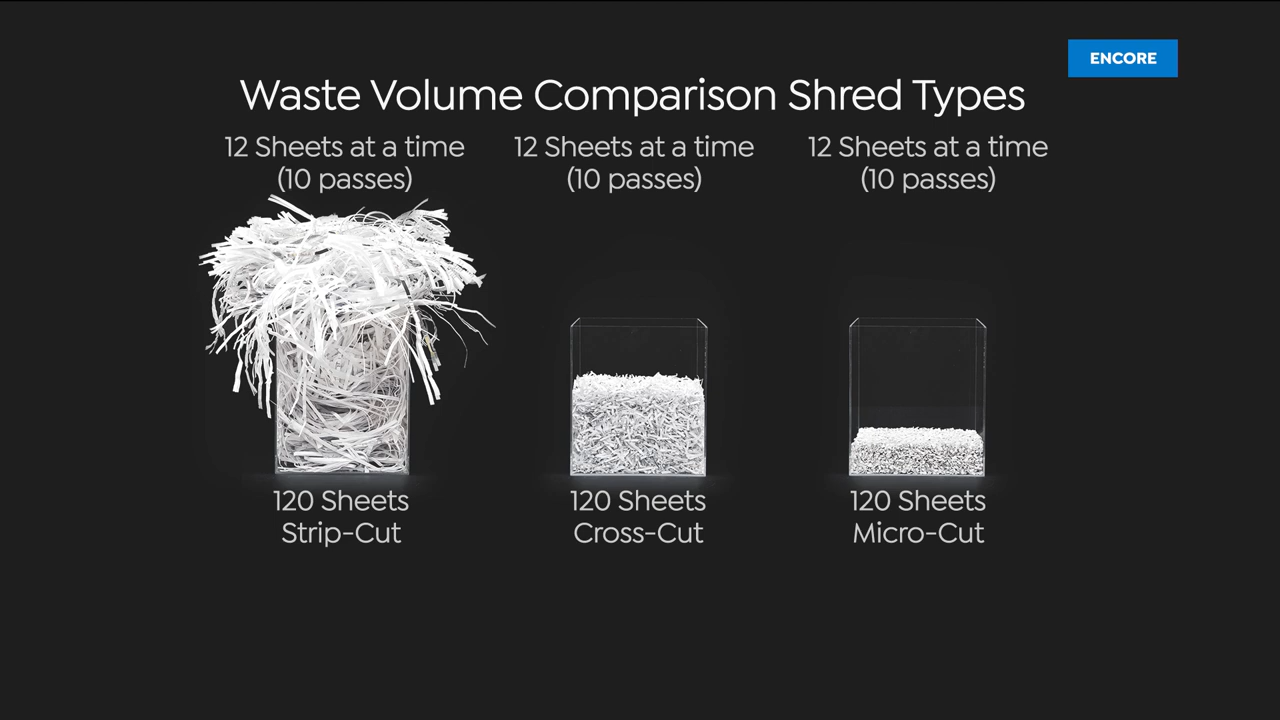 ENCORE
Waste Volume Comparison Shred Types
12 Sheets at a time
(10 passes)
12 Sheets at a time
(10 passes)
12 Sheets at a time
(10 passes)
120 Sheets
Strip-Cut
120 Sheets
Cross-Cut
120 Sheets
Micro-Cut